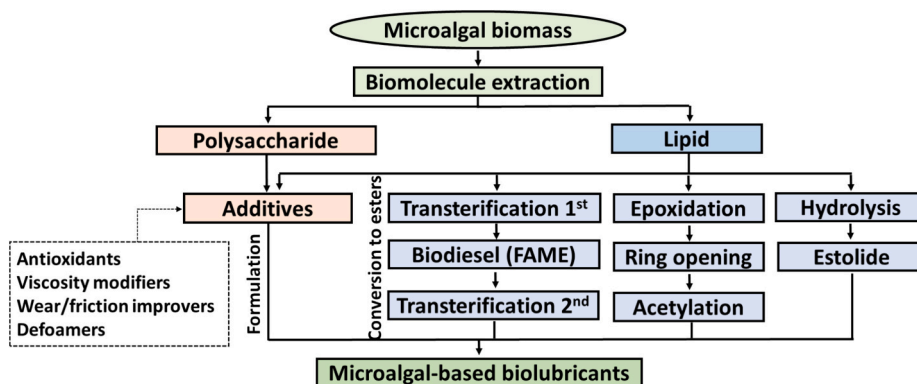 Microalgal biomass
Biomolecule extraction
Polysaccharide
Lipid
Additives
Transterification 1st
Epoxidation
Hydrolysis
Biodiesel (FAME)
Ring opening
Estolide
Transterification 2nd
Acetylation
Antioxidants
Viscosity modifiers
Wear/friction improvers
Defoamers
Formulation
Conversion to esters
Microalgal-based biolubricants